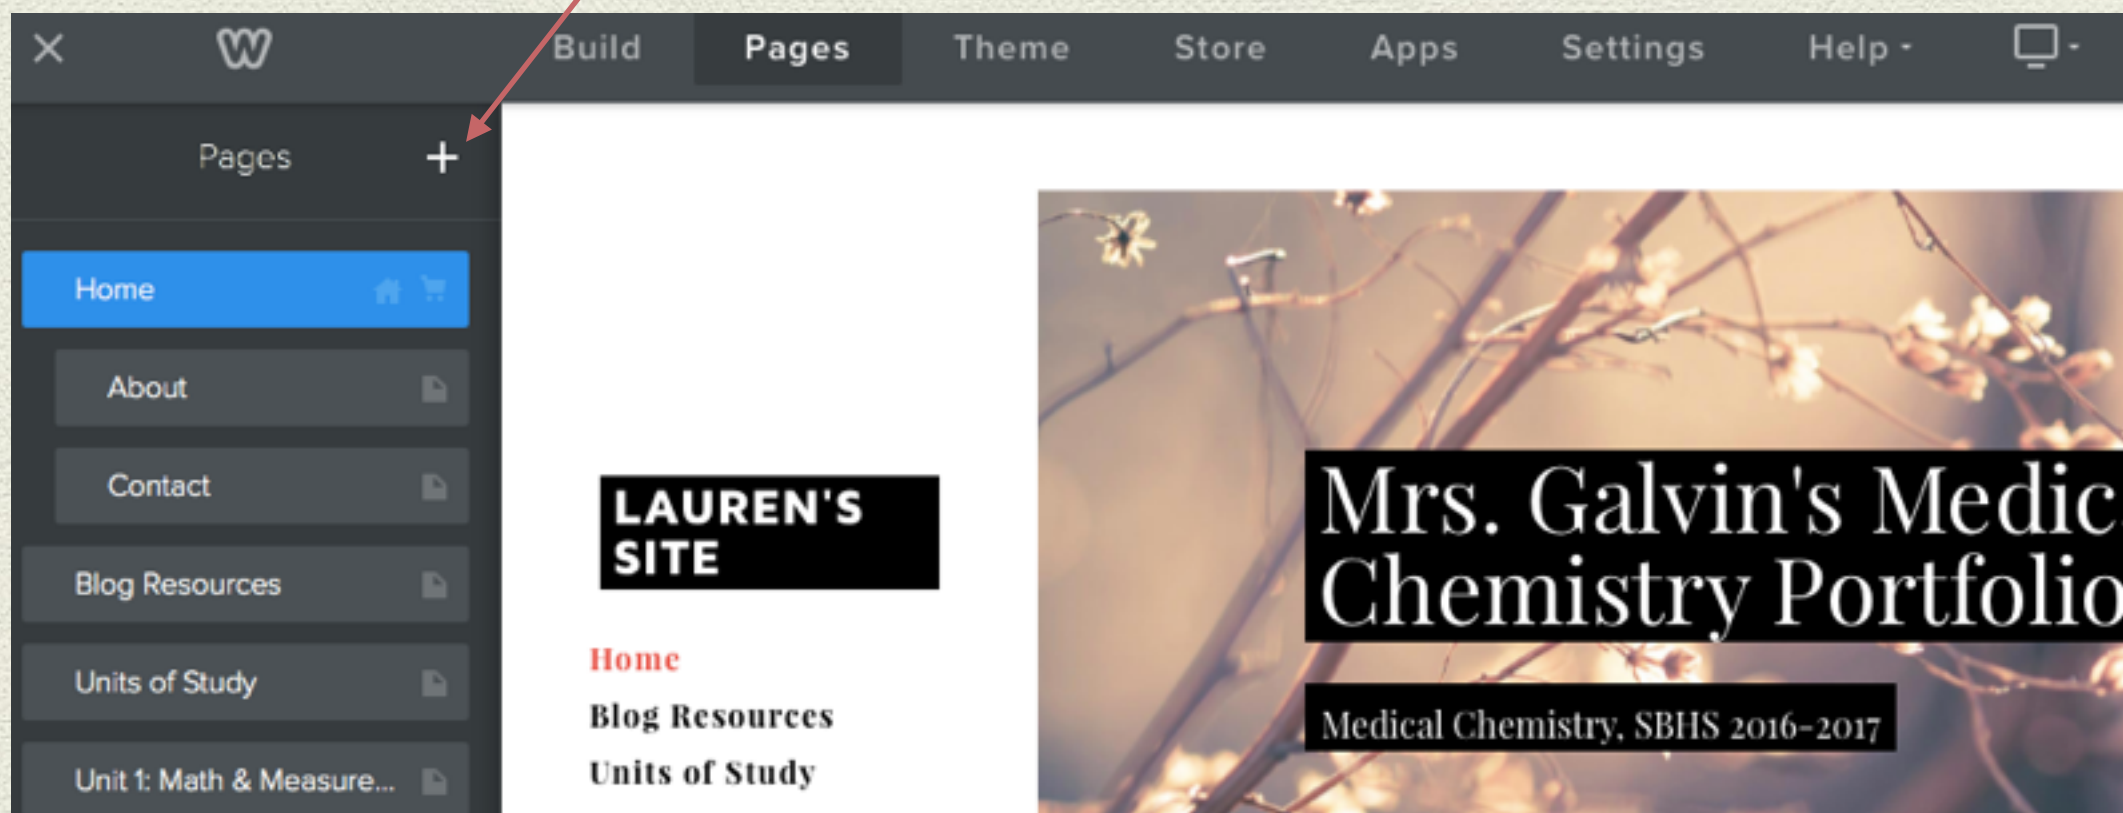 Build Pages Theme Store Apps Settings Help
Pages
Home
About
Contact
Blog Resources
Units of Study
Unit 1: Math & Measure...
LAUREN'S
SITE
Home
Blog Resources
Units of Study
Mrs. Galvin's Medic
Chemistry Portfolio
Medical Chemistry, SBHS 2016-2017